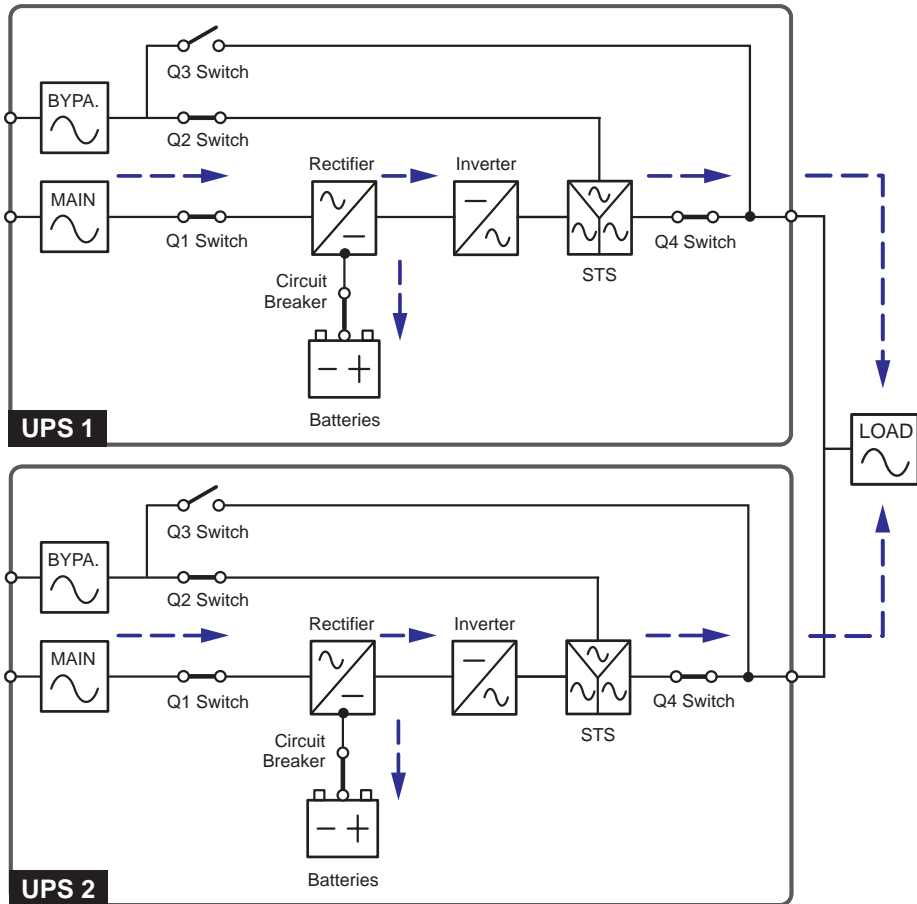 Q3 Switch
BYPA.
Q2 Switch
Rectifier
Inverter
MAIN
Q1 Switch
Q4 Switch
STS
Circuit
Breaker
Batteries
UPS 1
LOAD
Q3 Switch
BYPA.
Q2 Switch
Rectifier
Inverter
MAIN
Q1 Switch
Q4 Switch
STS
Circuit
Breaker
Batteries
UPS 2